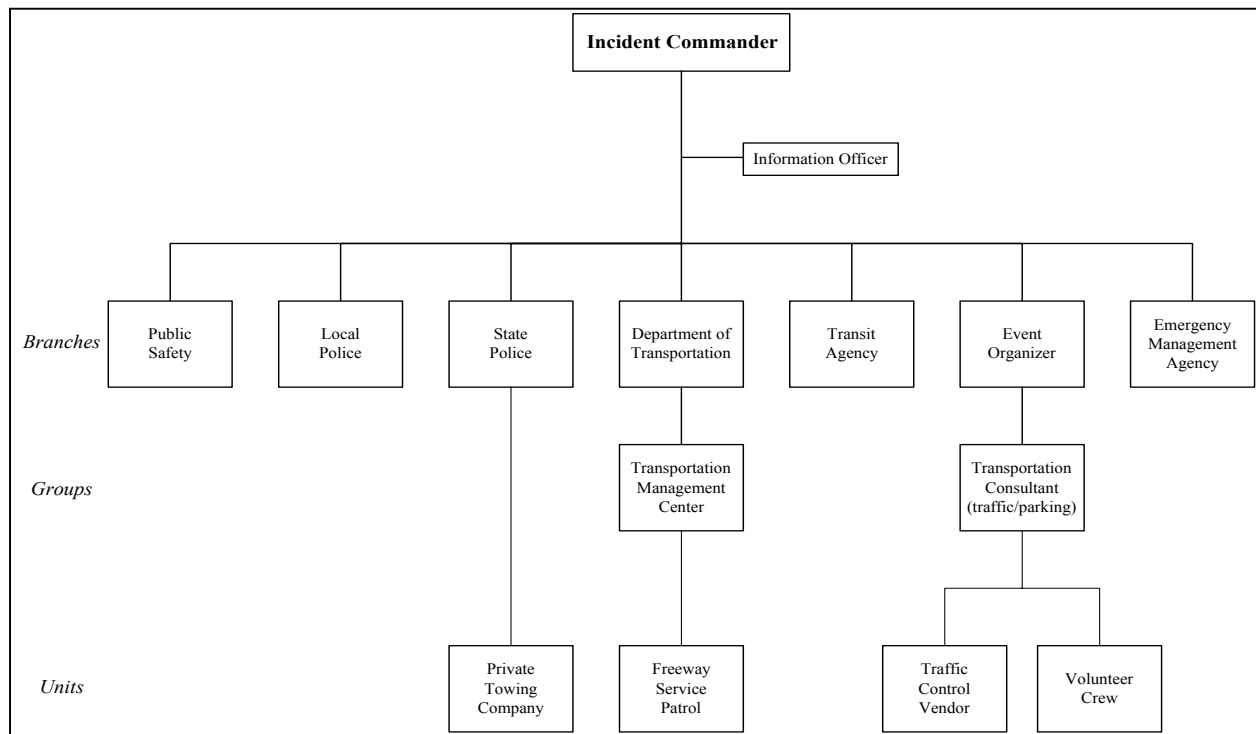 Incident Commander
Information Officer
Branches
Public
Safety
Local
Police
State
Police
Department of
Transportation
Transit
Agency
Event
Organizer
Emergency
Management
Agency
Groups
Transportation
Management
Center
Transportation
Consultant
(traffic/parking)
Units
Private
Towing
Company
Freeway
Service
Patrol
Traffic
Control
Vendor
Volunteer
Crew